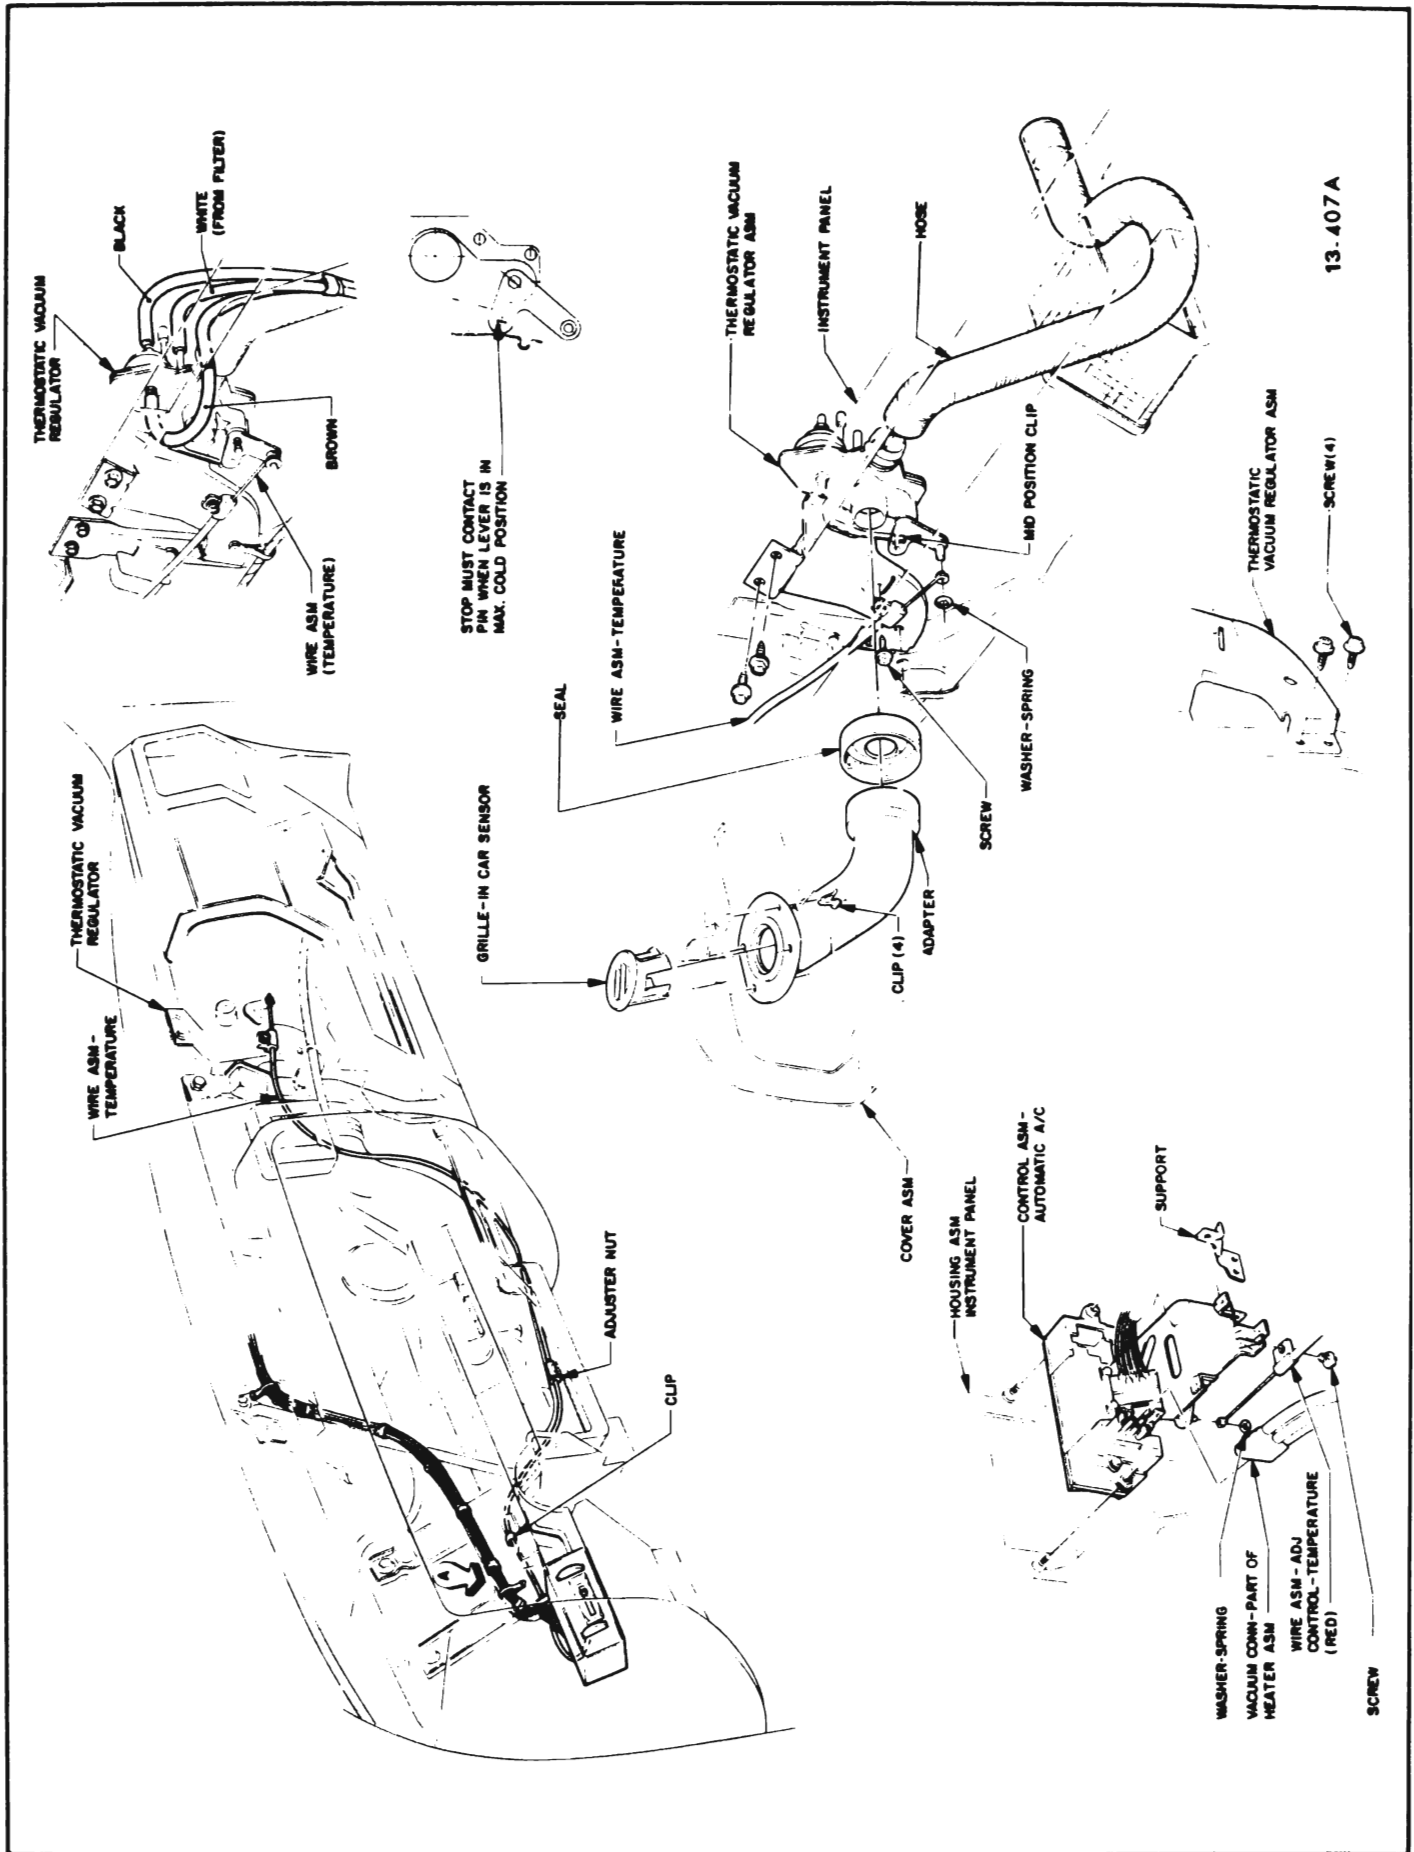 THERMOSTATIC VACUUM
REGULATOR
WIRE ASM-
TEMPERATURE
ADJUSTER NUT
CLIP
A
THERMOSTATIC VACUUM
REGULATOR
BLACK
WHITE
(FROM FILTER)
BROWN
WIRE ASM
(TEMPERATURE)
STOP MUST CONTACT
PIN WHEN LEVER IS IN
MAX. COLD POSITION
GRILLE-IN CAR SENSOR
SEAL
WIRE ASM-TEMPERATURE
THERMOSTATIC VACUUM
REGULATOR ASM
INSTRUMENT PANEL
HOSE
MID POSITION CLIP
WASHER-SPRING
SCREW
ADAPTER
CLIP (4)
COVER ASM
HOUSING ASM
INSTRUMENT PANEL
CONTROL ASM-
AUTOMATIC A/C
SUPPORT
WASHER-SPRING
VACUUM CONN-PART OF
HEATER ASM
WIRE ASM-ADJ
CONTROL-TEMPERATURE
(RED)
SCREW
THERMOSTATIC
VACUUM REGULATOR ASM
SCREW(4)
13-407A